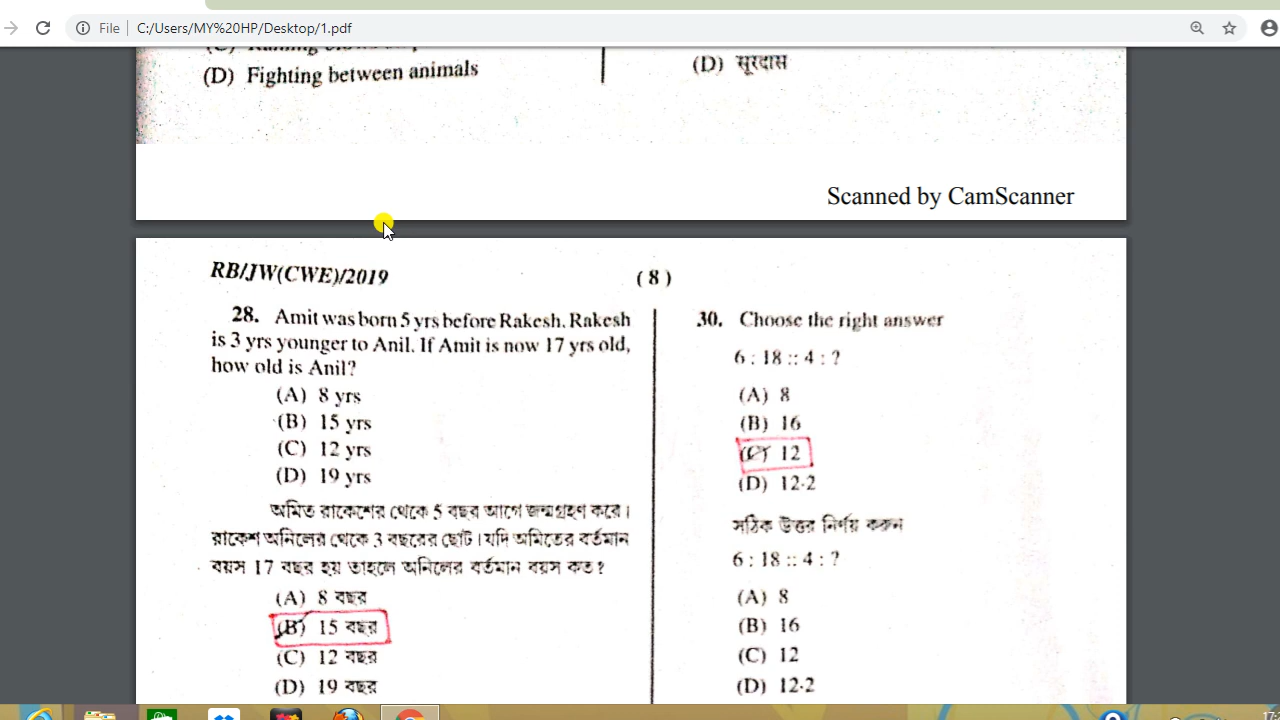 File
C:/Users/MY%20HP/Desktop/1.pdf
(D) Fighting between animals
(D) सूरदास
Scanned by CamScanner
RB/JW(CWE)/2019
( 8 )
28. Amit was born 5 yrs before Rakesh. Rakesh
is 3 yrs younger to Anil. If Amit is now 17 yrs old,
how old is Anil?
(A) 8 yrs
(B) 15 yrs
(C) 12 yrs
(D) 19 yrs
অমিত রাকেশের থেকে 5 বছর আগে জন্মগ্রহণ করে।
রাকেশ অনিলের থেকে 3 বছরের ছোট। যদি অমিতের বর্তমান
বয়স 17 বছর হয় তাহলে অনিলের বর্তমান বয়স কত?
(A) 8 বছর
(B) 15 বছর
(C) 12 বছর
(D) 19 বছর
30. Choose the right answer
6 : 18 :: 4 : ?
(A) 8
(B) 16
(C) 12
(D) 12·2
সঠিক উত্তর নির্ণয় করুন
6 : 18 :: 4 : ?
(A) 8
(B) 16
(C) 12
(D) 12·2